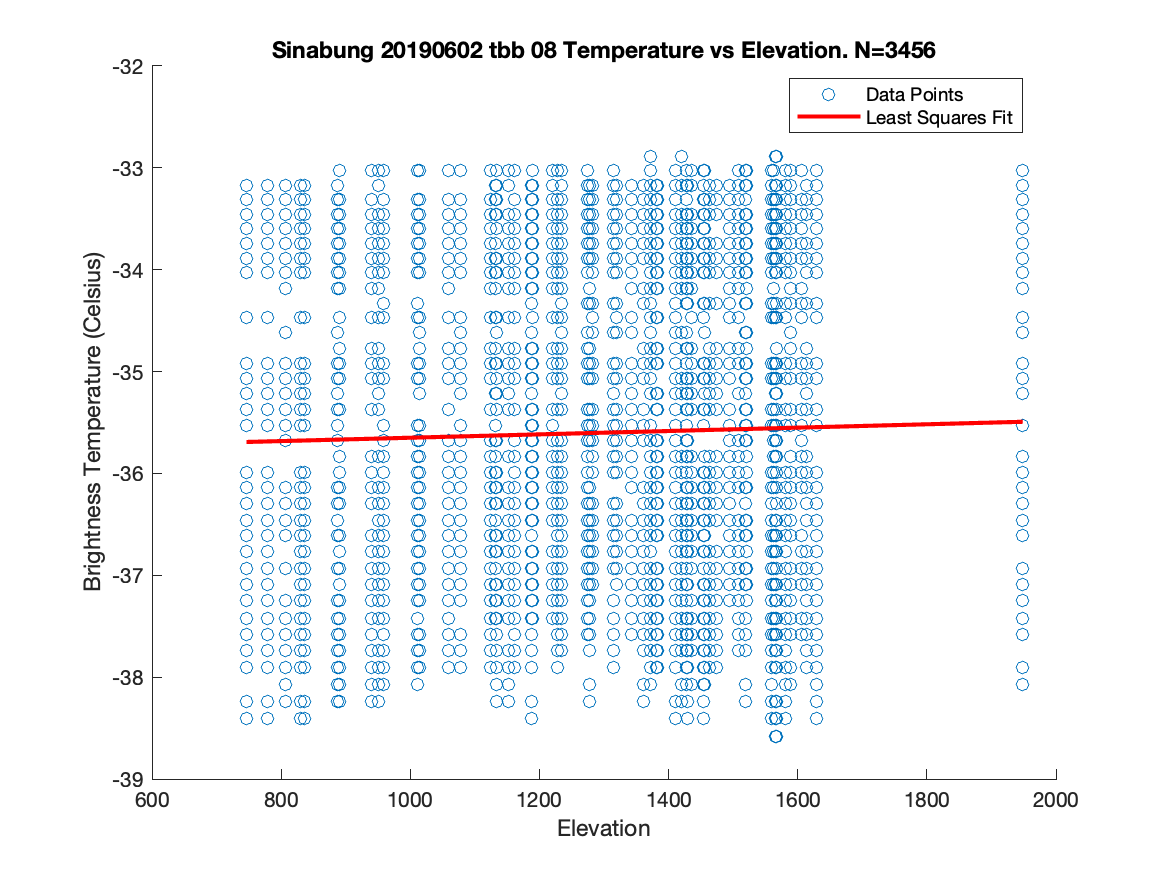 Sinabung 20190602 tbb 08 Temperature vs Elevation. N=3456
Data Points
Least Squares Fit
Brightness Temperature (Celsius)
-32
-33
-34
-35
-36
-37
-38
-39
600 800 1000 1200 1400 1600 1800 2000
Elevation